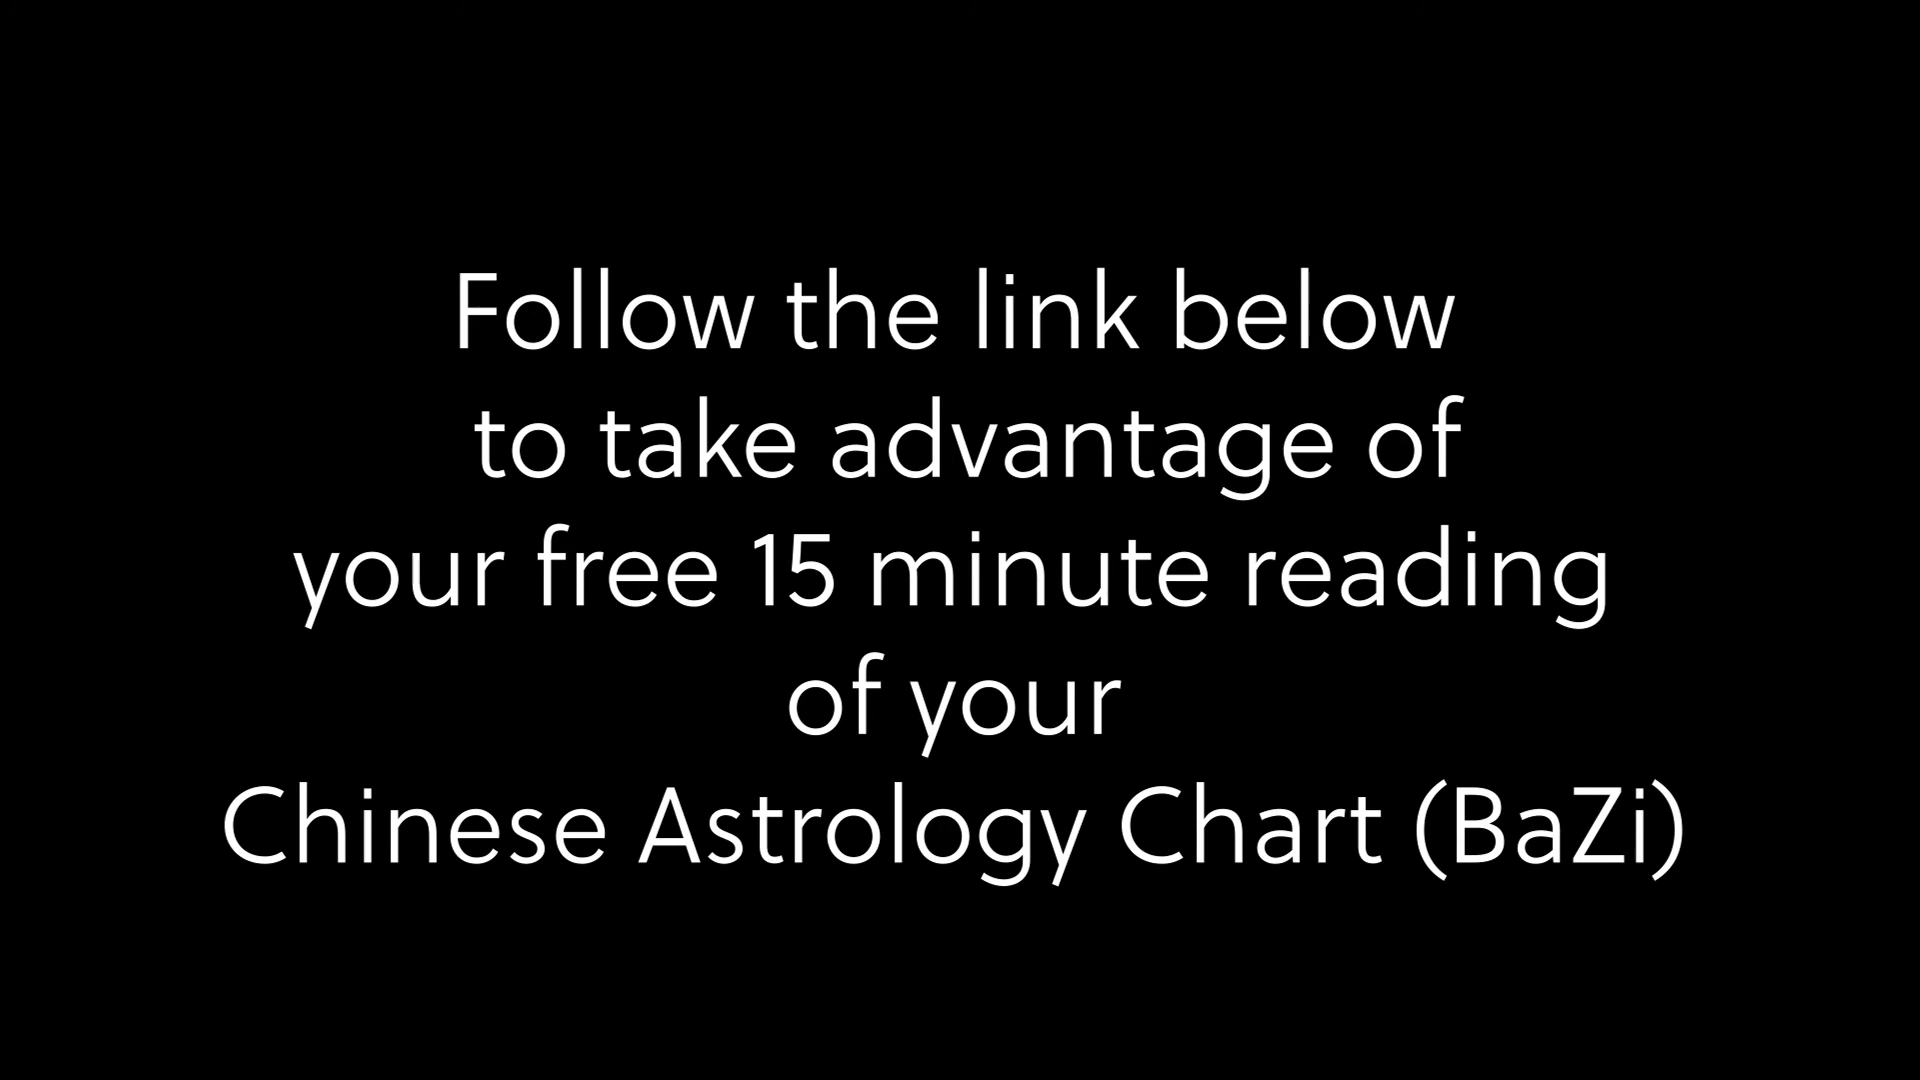 Follow the link below
to take advantage of
your free 15 minute reading
of your
Chinese Astrology Chart (BaZi)